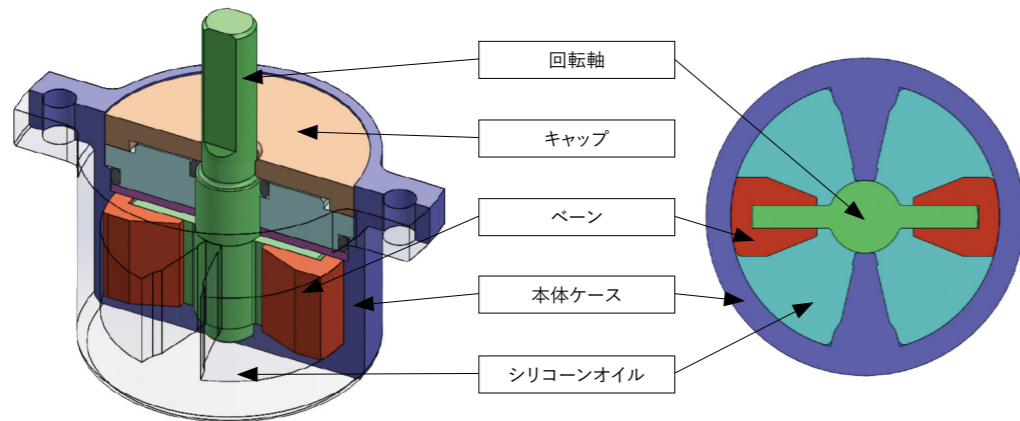 回転軸
キャップ
ベーン
本体ケース
シリコーンオイル